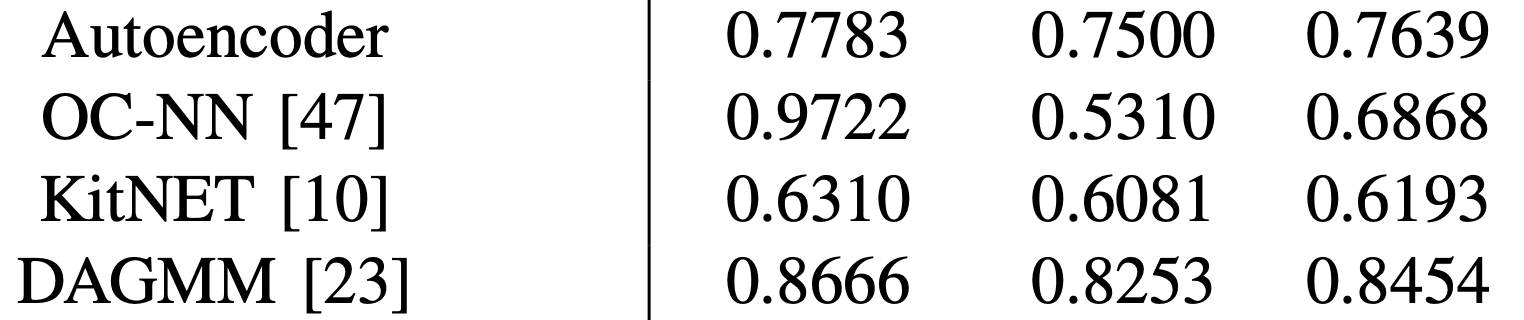 Autoencoder 0.7783 0.7500 0.7639
OC-NN [47] 0.9722 0.5310 0.6868
KitNET [10] 0.6310 0.6081 0.6193
DAGMM [23] 0.8666 0.8253 0.8454